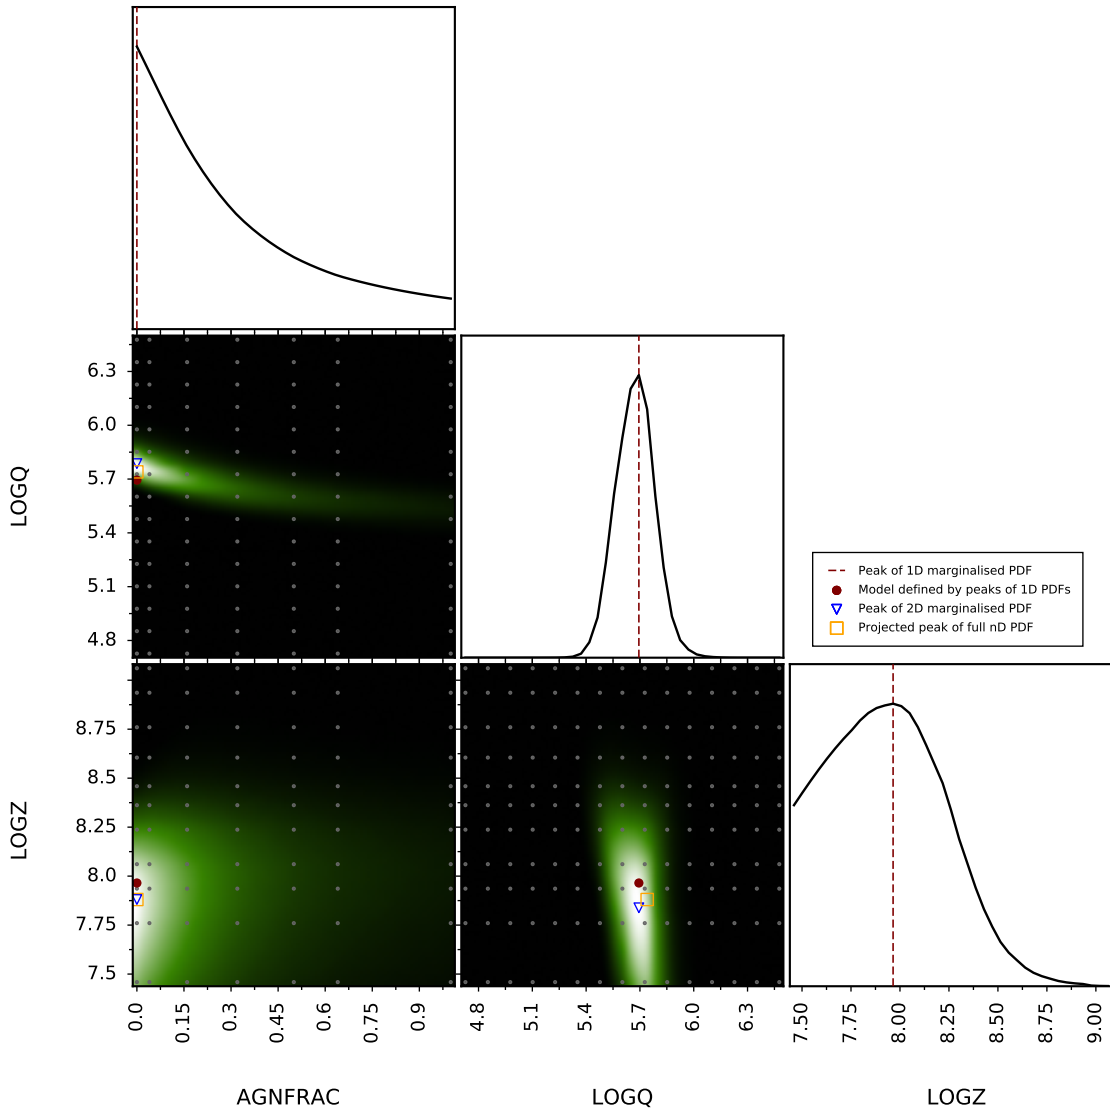 6.3
6.0
5.7
5.4
5.1
4.8
LOGQ
Peak of 1D marginalised PDF
Model defined by peaks of 1D PDFs
Peak of 2D marginalised PDF
Projected peak of full nD PDF
8.75
8.5
8.25
8.0
7.75
7.5
LOGZ
0.0 0.15 0.3 0.45 0.6 0.75 0.9
4.8 5.1 5.4 5.7 6.0 6.3
7.50 7.75 8.00 8.25 8.50 8.75 9.00
AGNFRAC LOGQ LOGZ